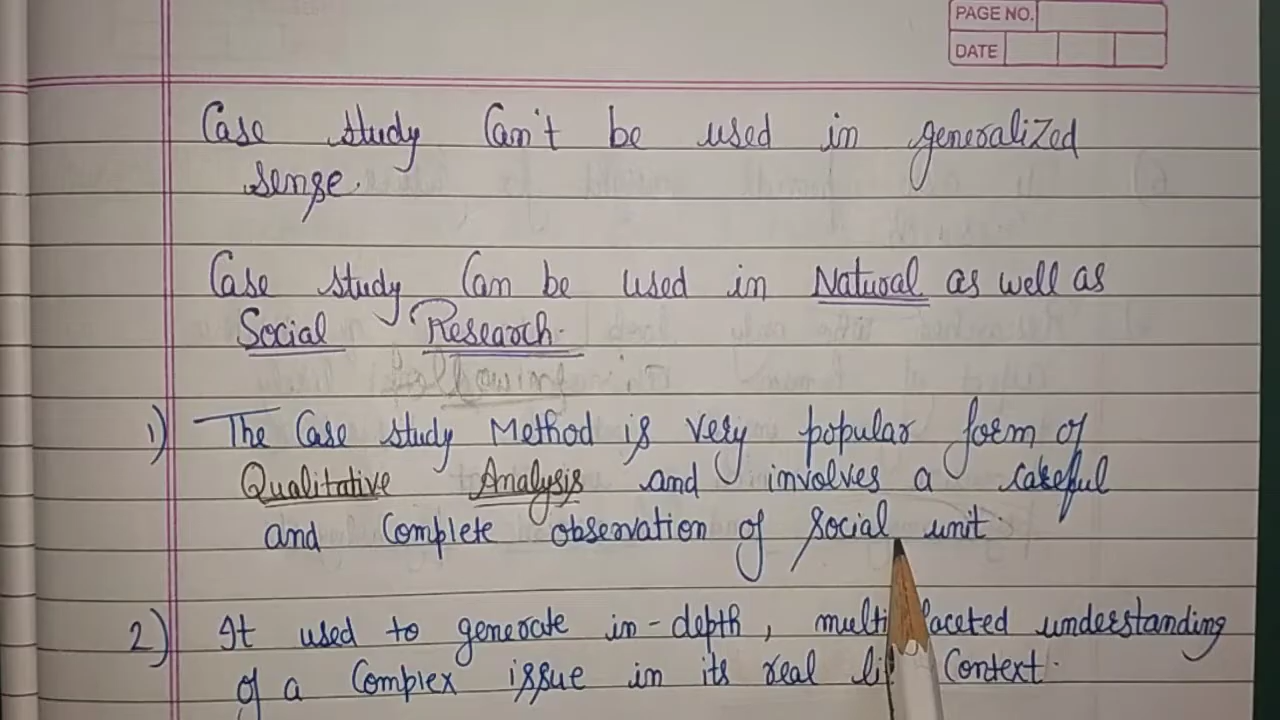 PAGE NO.
DATE
Case study Can't be used in generalized
sense.
Case study Can be used in Natural as well as
Social Research.
1) The Case study Method is very popular form of
Qualitative Analysis and involves a careful
and Complete observation of social unit.
2) It used to generate in-depth, multi faceted understanding
of a Complex issue in its real li Context.